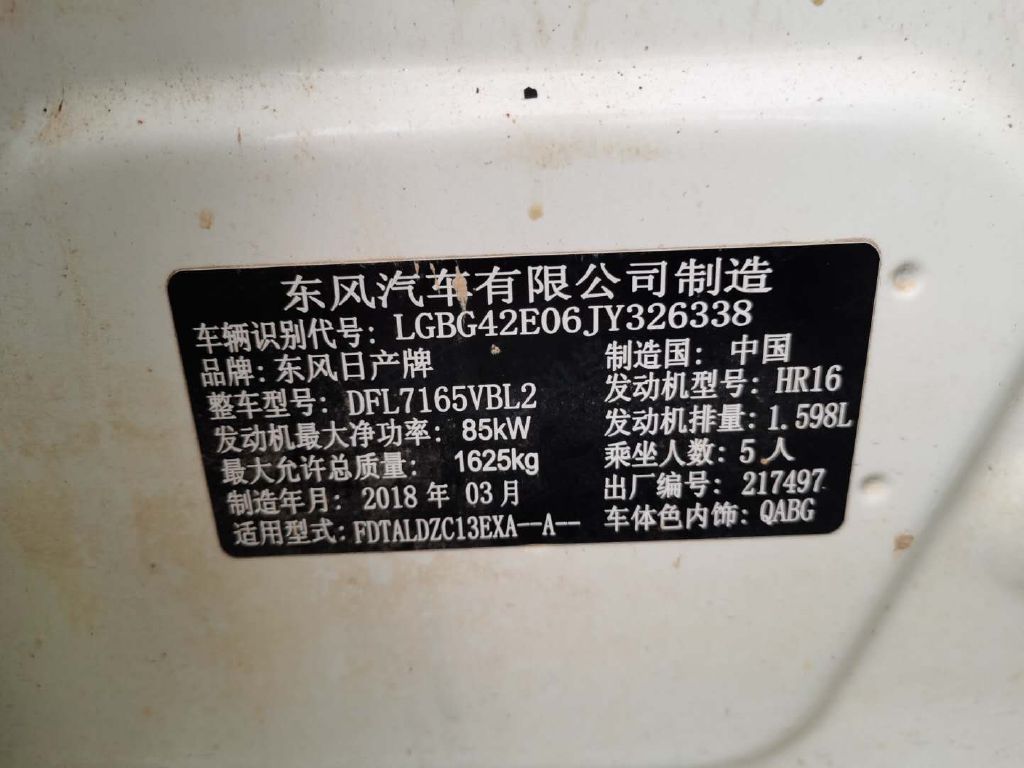 东风汽车有限公司制造
车辆识别代号: LGBG42E06JY326338
品牌: 东风日产牌
制造国: 中国
整车型号: DFL7165VBL2
发动机型号: HR16
发动机最大净功率: 85kW
发动机排量: 1.598L
最大允许总质量: 1625kg
乘坐人数: 5 人
制造年月: 2018 年 03 月
出厂编号: 217497
适用型式: FDTALDZC13EXA--A--
车体色内饰: QABG